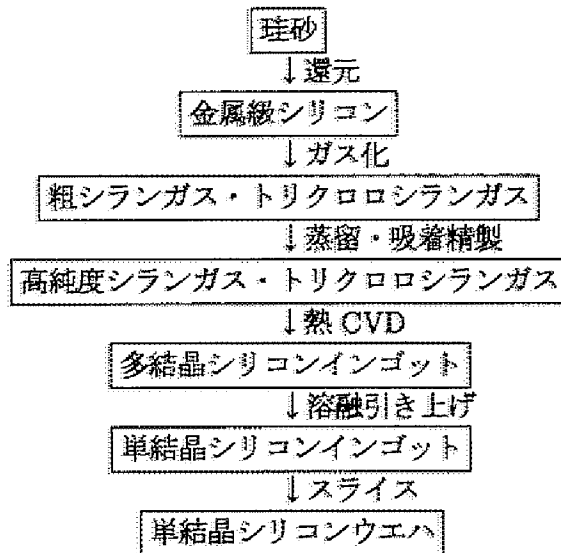 珪砂
↓還元
金属級シリコン
↓ガス化
粗シランガス・トリクロロシランガス
↓蒸留・吸着精製
高純度シランガス・トリクロロシランガス
↓熱 CVD
多結晶シリコンインゴット
↓溶融引き上げ
単結晶シリコンインゴット
↓スライス
単結晶シリコンウエハ